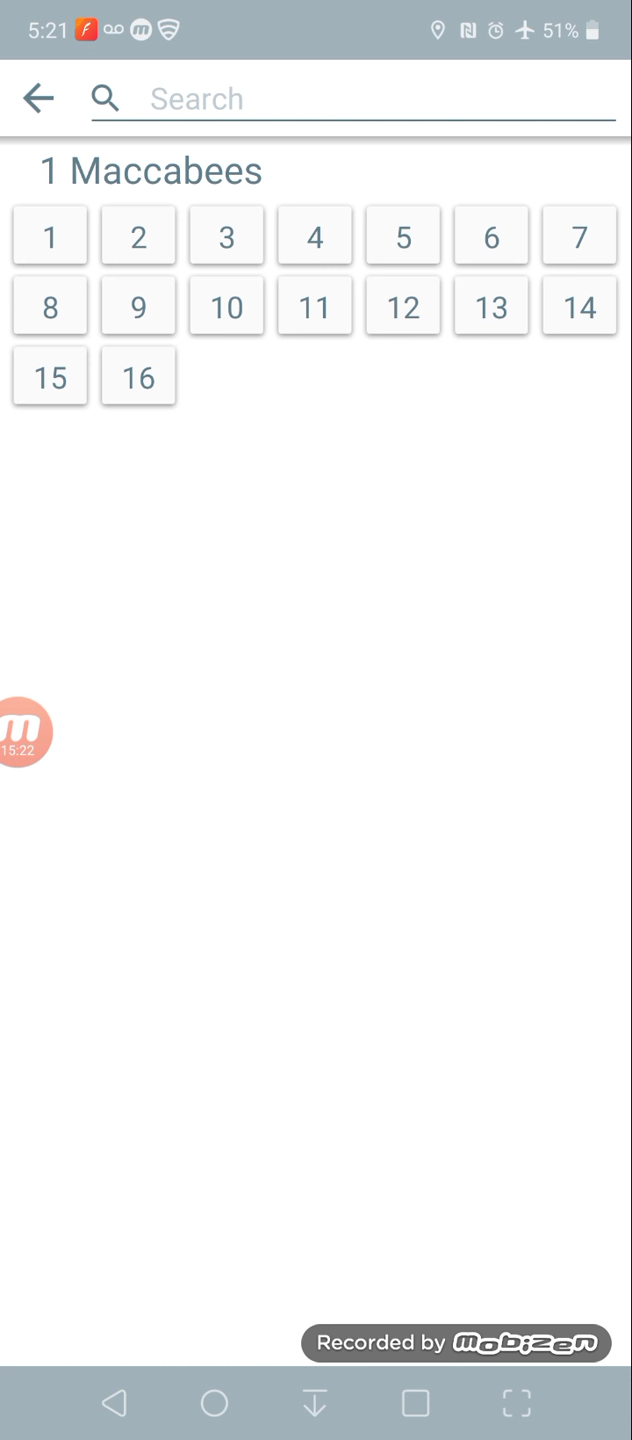 5:21 51%
Search
1 Maccabees
1 2 3 4 5 6 7
8 9 10 11 12 13 14
15 16
m
15:22
Recorded by mobizen